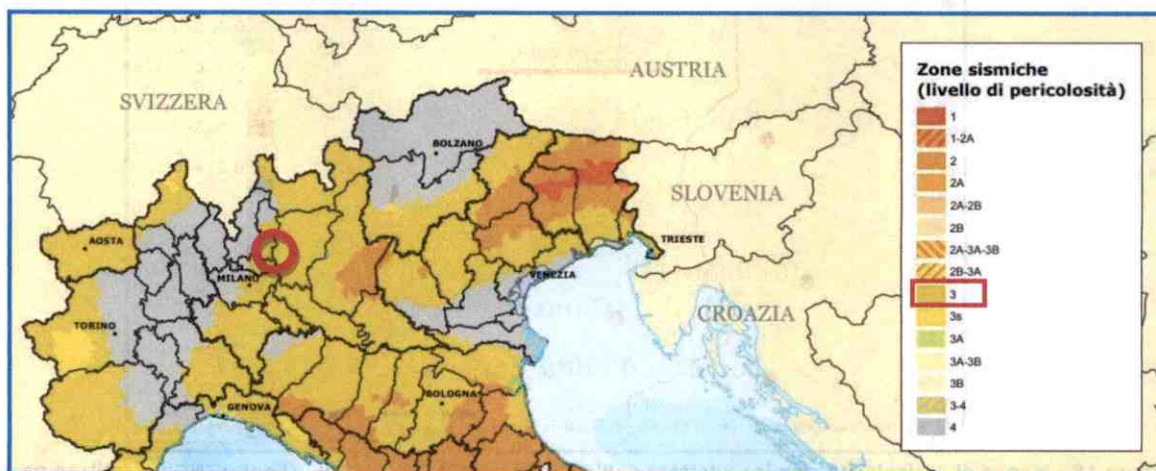 SVIZZERA
AUSTRIA
BOLZANO
SLOVENIA
AOSTA
TRIESTE
MILANO
VENEZIA
TORINO
CROAZIA
BOLOGNA
GENOVA
Zone sismiche
(livello di pericolosità)
1
1-2A
2
2A
2A-2B
2B
2A-3A-3B
2B-3A
3
3s
3A
3A-3B
3B
3-4
4